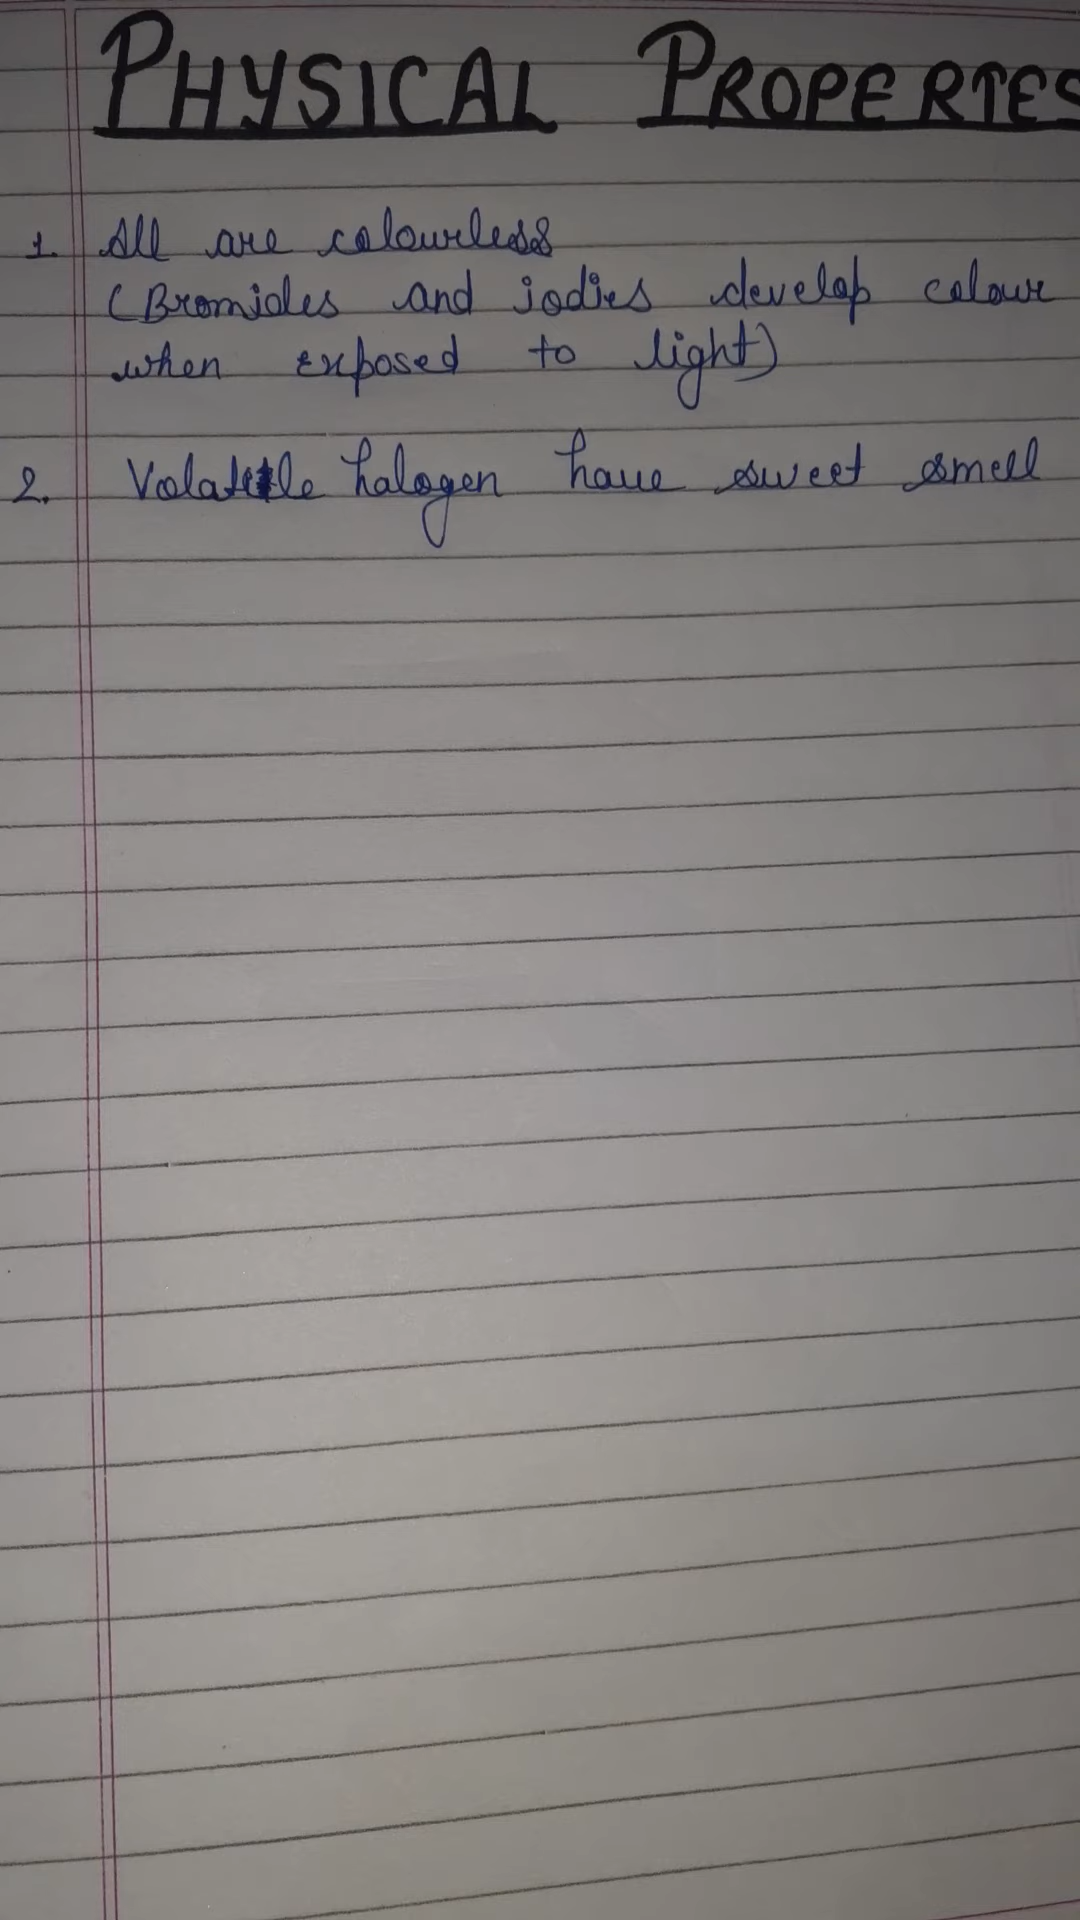 PHYSICAL PROPERTES
1. All are colourless
(Bromides and iodies develop colour
when exposed to light)
2. Volatile halogen have sweet smell